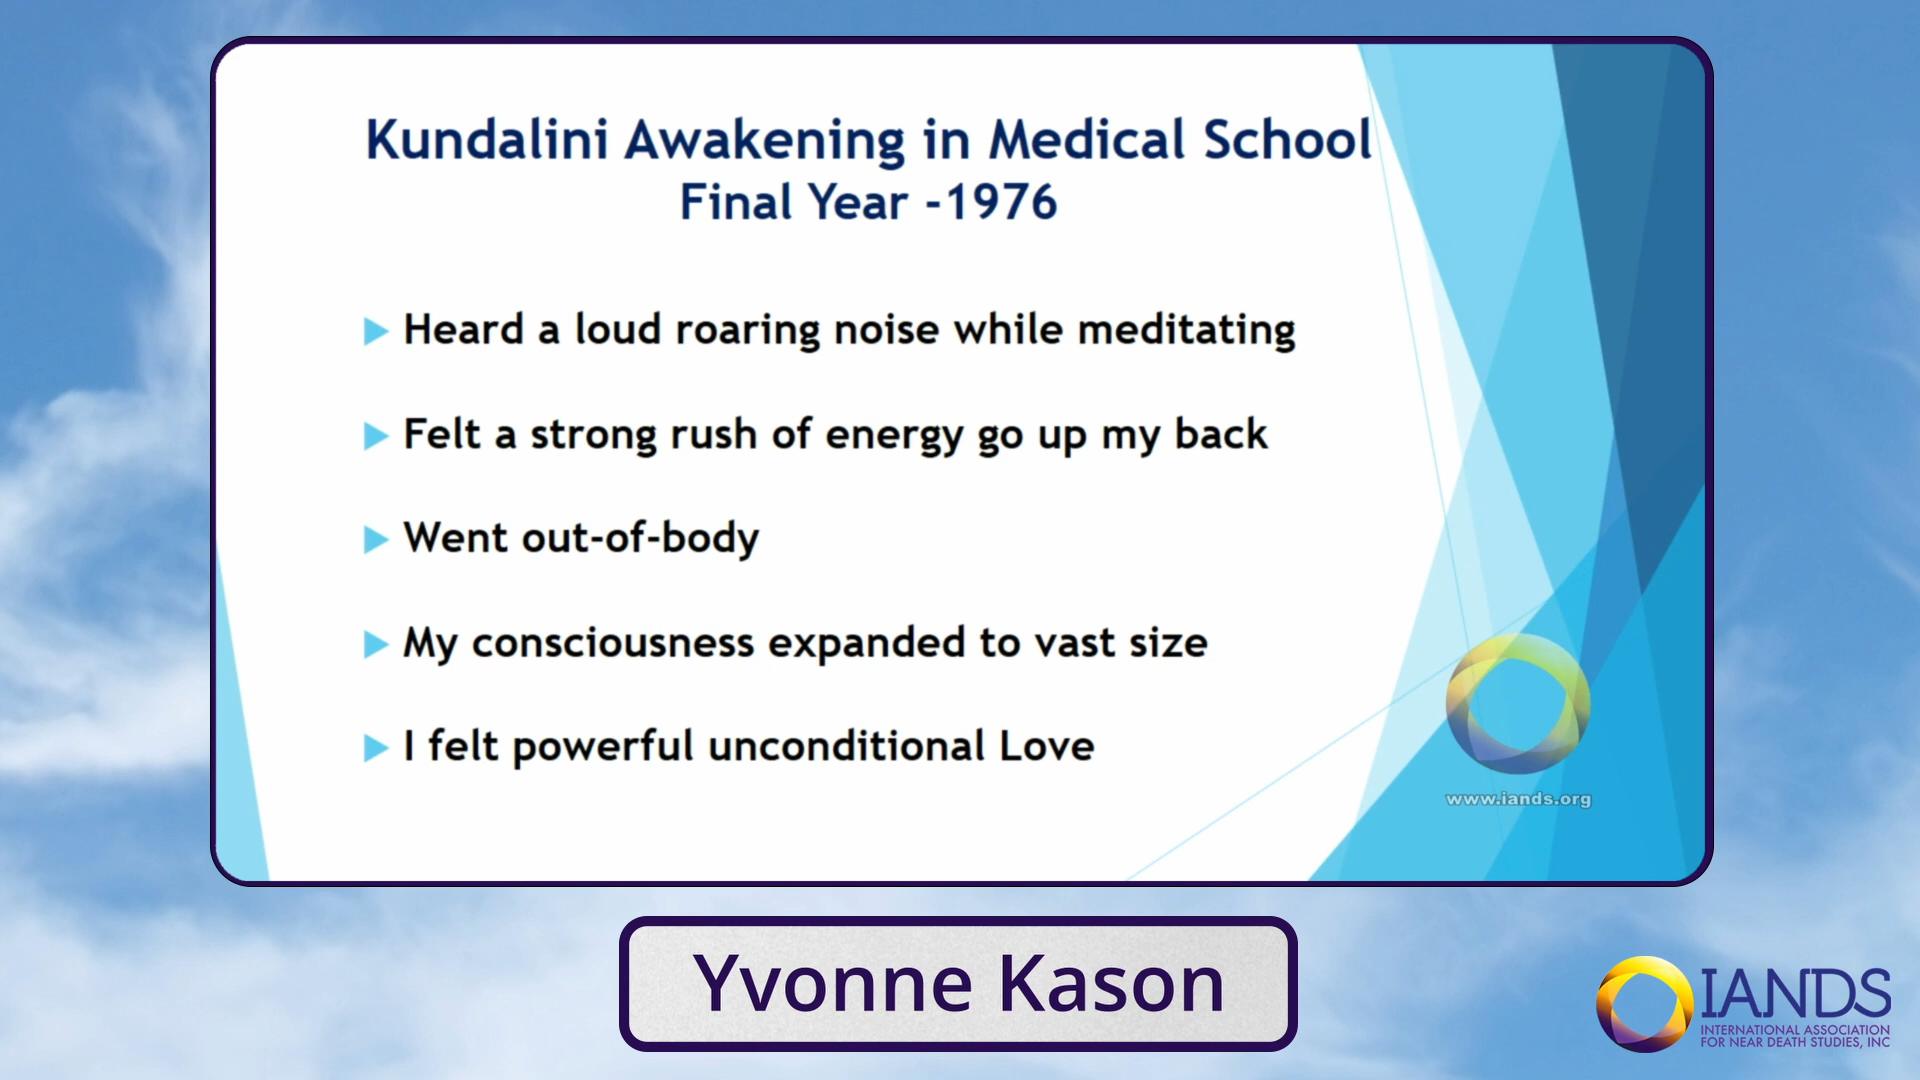 Kundalini Awakening in Medical School
Final Year -1976
Heard a loud roaring noise while meditating
Felt a strong rush of energy go up my back
Went out-of-body
My consciousness expanded to vast size
I felt powerful unconditional Love
www.iands.org
Yvonne Kason
IANDS
INTERNATIONAL ASSOCIATION
FOR NEAR DEATH STUDIES, INC